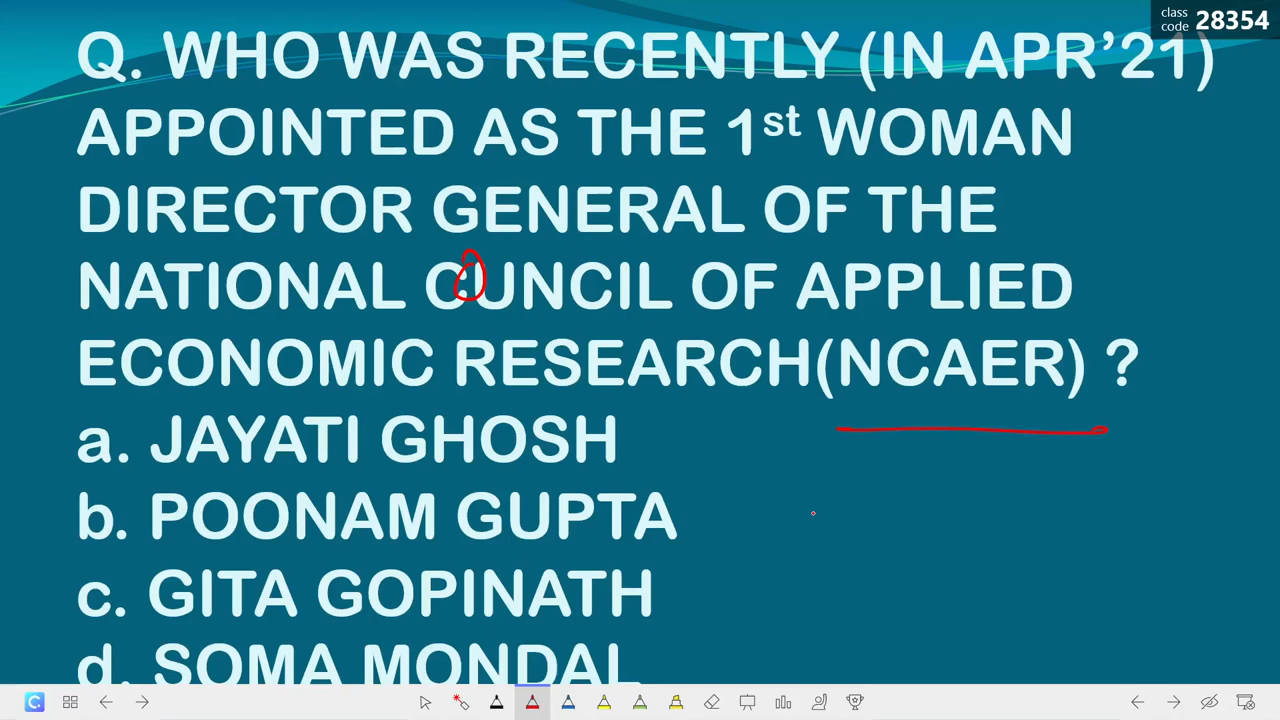 class
code 28354
Q. WHO WAS RECENTLY (IN APR’21)
APPOINTED AS THE 1st WOMAN
DIRECTOR GENERAL OF THE
NATIONAL CUNCIL OF APPLIED
ECONOMIC RESEARCH(NCAER) ?
a. JAYATI GHOSH
b. POONAM GUPTA
c. GITA GOPINATH
d. SOMA MONDAL